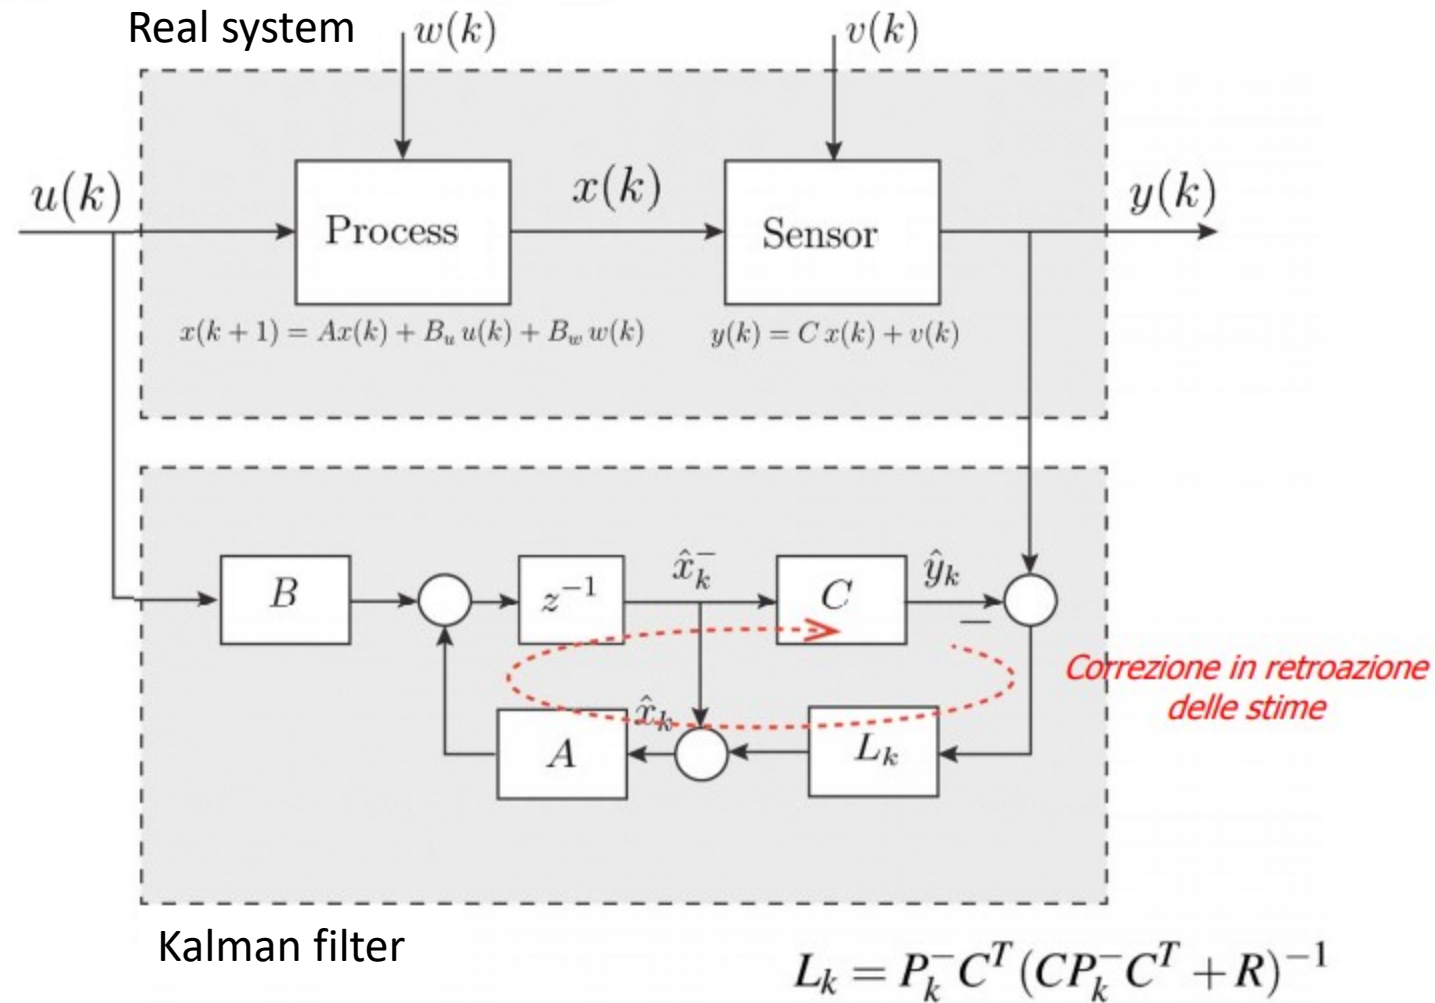 Real system
w(k)
v(k)
u(k)
Process
x(k)
Sensor
y(k)
x(k + 1) = Ax(k) + B_u u(k) + B_w w(k)
y(k) = C x(k) + v(k)
B
z^{-1}
x̂_k^-
C
ŷ_k
−
Correzione in retroazione
delle stime
A
x̂_k
L_k
Kalman filter
L_k = P_k^- C^T (C P_k^- C^T + R)^{-1}